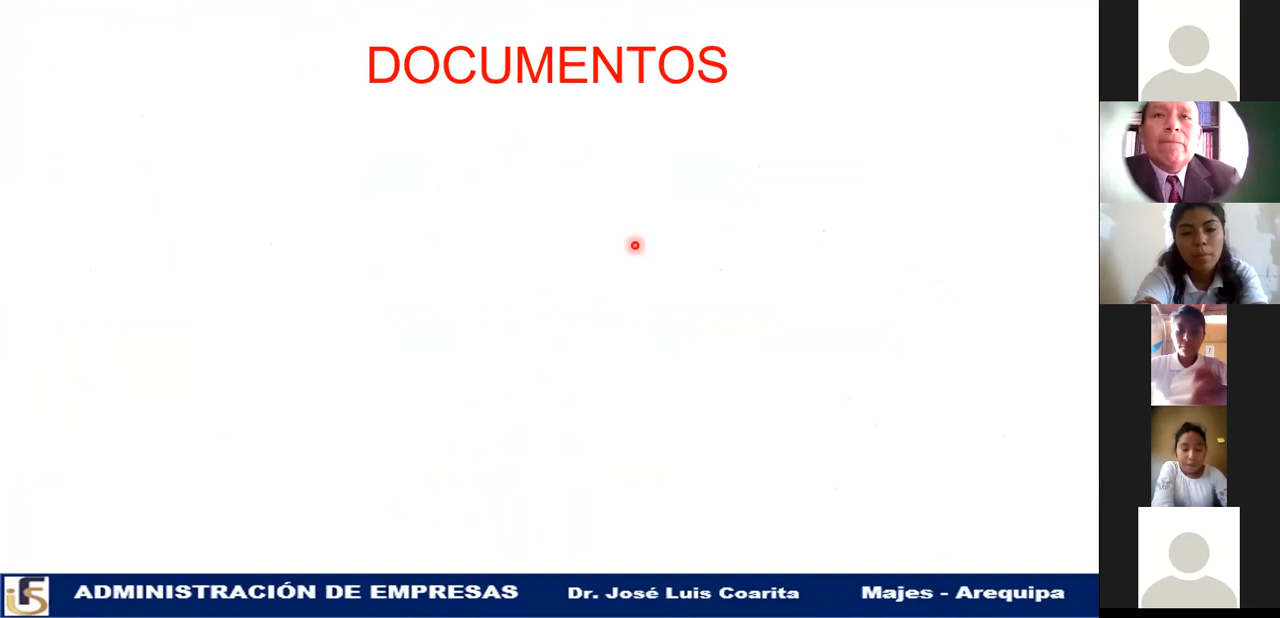 DOCUMENTOS
ADMINISTRACIÓN DE EMPRESAS Dr. José Luis Coarita Majes - Arequipa